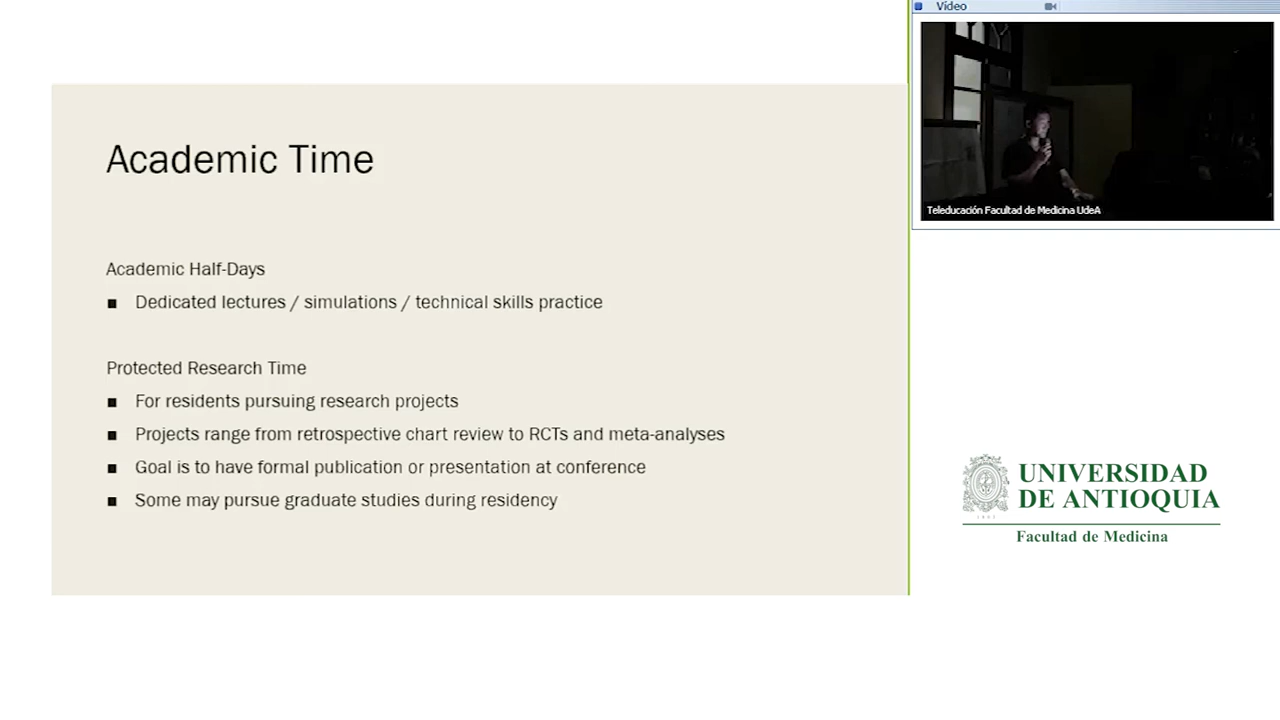 Academic Time
Academic Half-Days
■ Dedicated lectures / simulations / technical skills practice
Protected Research Time
■ For residents pursuing research projects
■ Projects range from retrospective chart review to RCTs and meta-analyses
■ Goal is to have formal publication or presentation at conference
■ Some may pursue graduate studies during residency
Vídeo
Teleducación Facultad de Medicina UdeA
UNIVERSIDAD
DE ANTIOQUIA
Facultad de Medicina